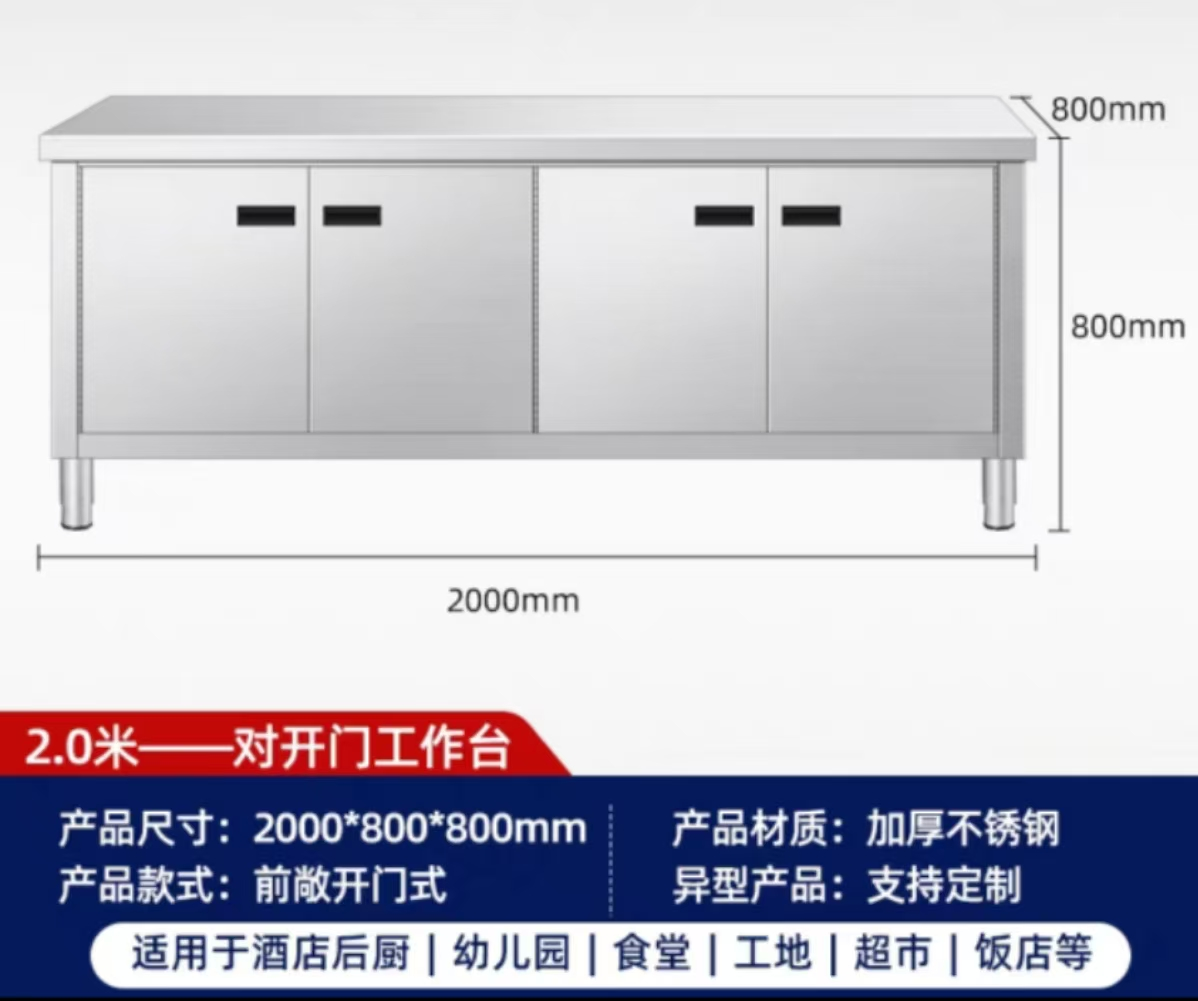 800mm
800mm
2000mm
2.0米——对开门工作台
产品尺寸：2000*800*800mm
产品材质：加厚不锈钢
产品款式：前敞开门式
异型产品：支持定制
适用于酒店后厨 | 幼儿园 | 食堂 | 工地 | 超市 | 饭店等